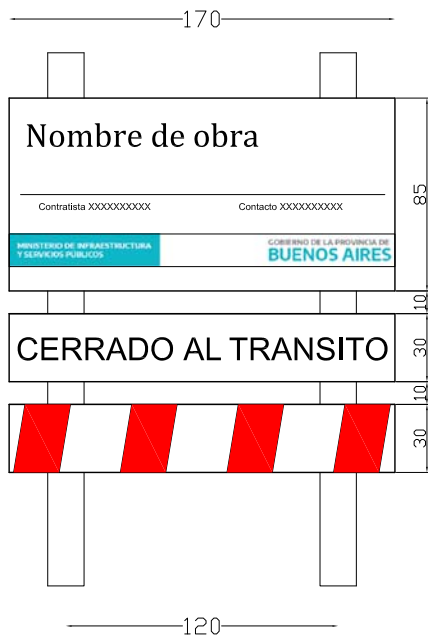 170
Nombre de obra
Contratista XXXXXXXXXX Contacto XXXXXXXXXX
MINISTERIO DE INFRAESTRUCTURA
Y SERVICIOS PÚBLICOS
GOBIERNO DE LA PROVINCIA DE
BUENOS AIRES
85
10
CERRADO AL TRANSITO
30
10
30
120